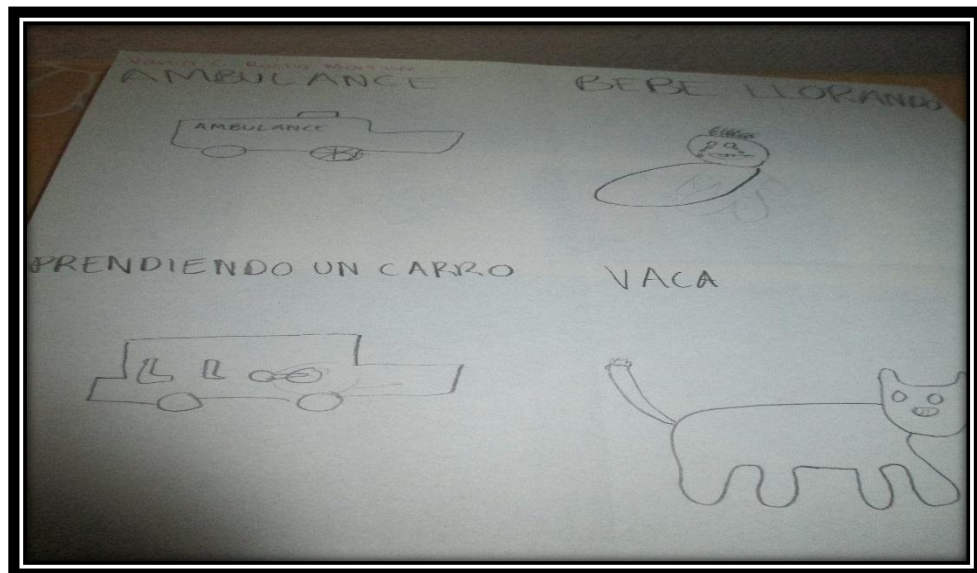 AMBULANCE
BEBE LLORANDO
AMBULANCE
PRENDIENDO UN CARRO
VACA